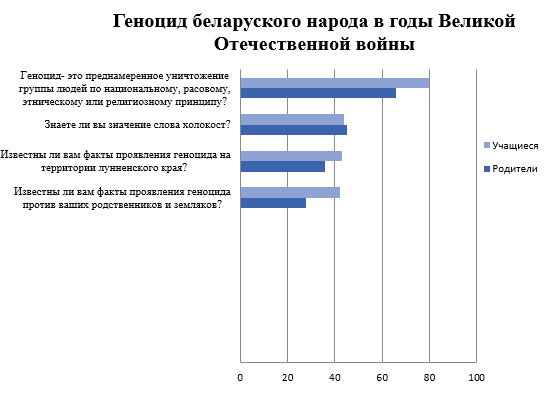 Геноцид беларуского народа в годы Великой
Отечественной войны
Геноцид- это преднамеренное уничтожение
группы людей по национальному, расовому,
этническому или религиозному принципу?
Знаете ли вы значение слова холокост?
Известны ли вам факты проявления геноцида на
территории лунненского края?
Известны ли вам факты проявления геноцида
против ваших родственников и земляков?
Учащиеся
Родители
0 20 40 60 80 100